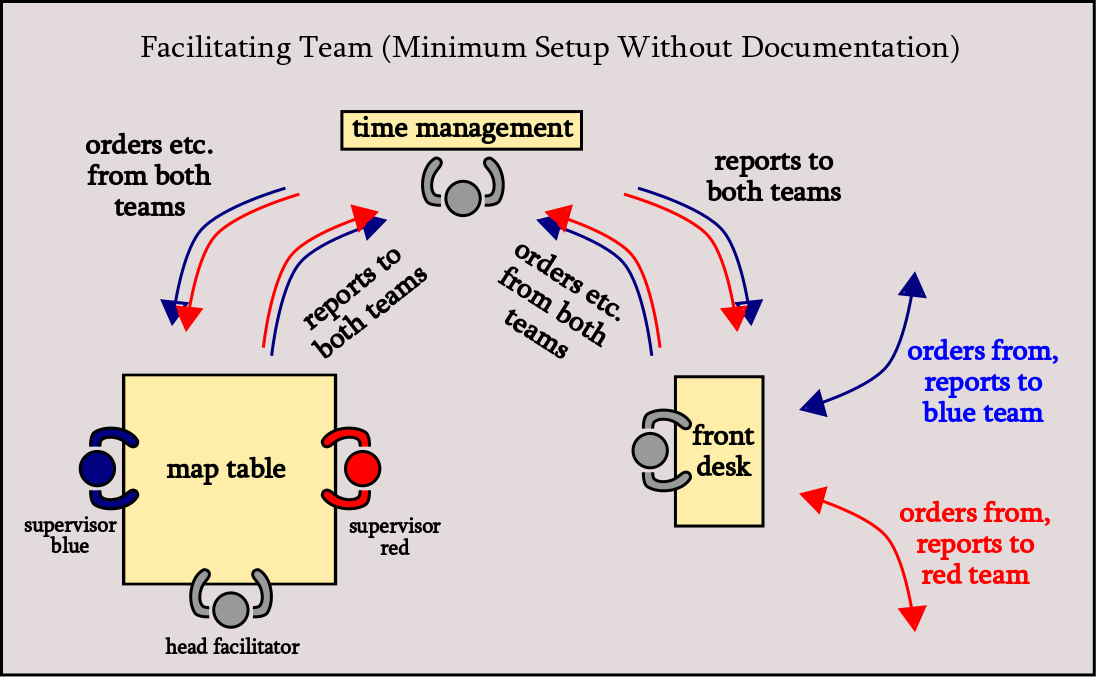 Facilitating Team (Minimum Setup Without Documentation)
time management
orders etc.
from both
teams
reports to
both teams
reports to
both teams
orders etc.
from both
teams
orders from,
reports to
blue team
map table
front
desk
supervisor
blue
supervisor
red
orders from,
reports to
red team
head facilitator